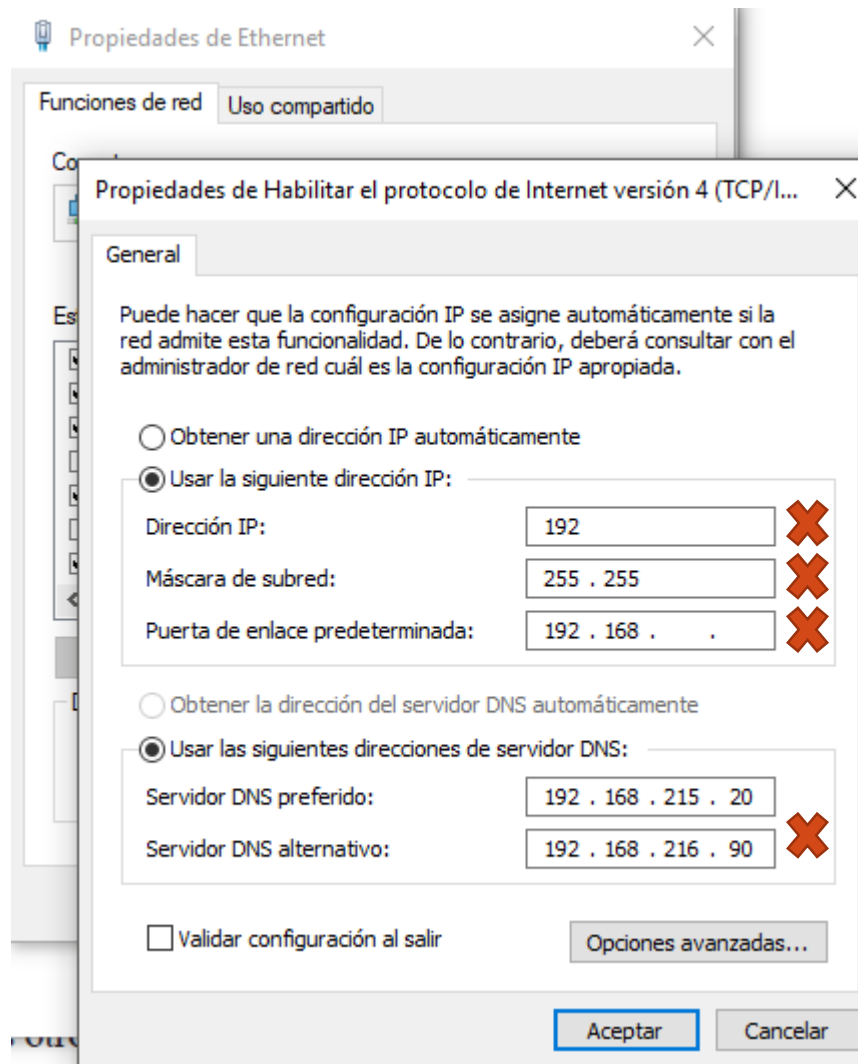 Propiedades de Ethernet
Funciones de red Uso compartido
Propiedades de Habilitar el protocolo de Internet versión 4 (TCP/I...
General
Puede hacer que la configuración IP se asigne automáticamente si la
red admite esta funcionalidad. De lo contrario, deberá consultar con el
administrador de red cuál es la configuración IP apropiada.
Obtener una dirección IP automáticamente
Usar la siguiente dirección IP:
Dirección IP: 192
Máscara de subred: 255 . 255
Puerta de enlace predeterminada: 192 . 168 . .
Obtener la dirección del servidor DNS automáticamente
Usar las siguientes direcciones de servidor DNS:
Servidor DNS preferido: 192 . 168 . 215 . 20
Servidor DNS alternativo: 192 . 168 . 216 . 90
Validar configuración al salir
Opciones avanzadas...
Aceptar Cancelar